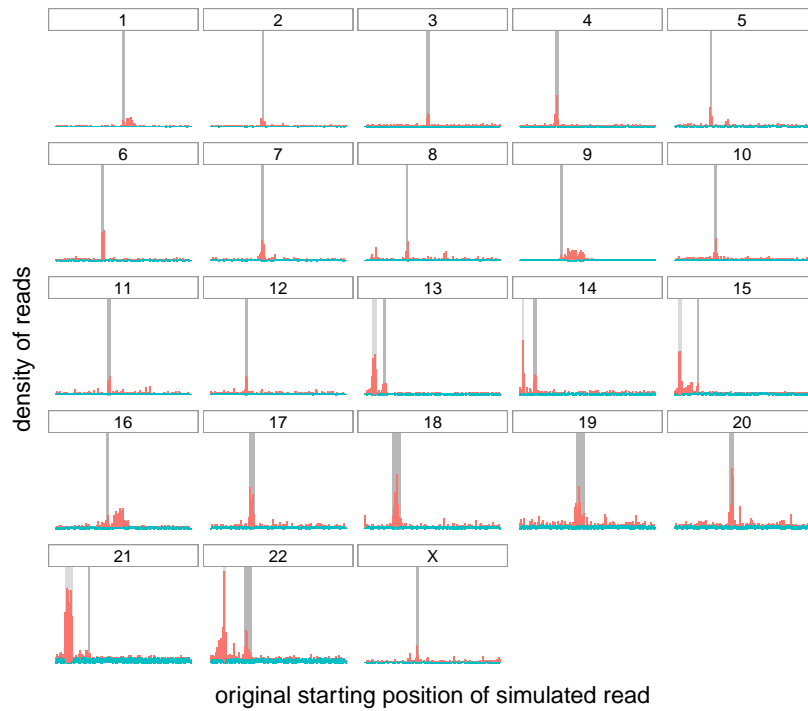 1 2 3 4 5
6 7 8 9 10
11 12 13 14 15
16 17 18 19 20
21 22 X
density of reads
original starting position of simulated read